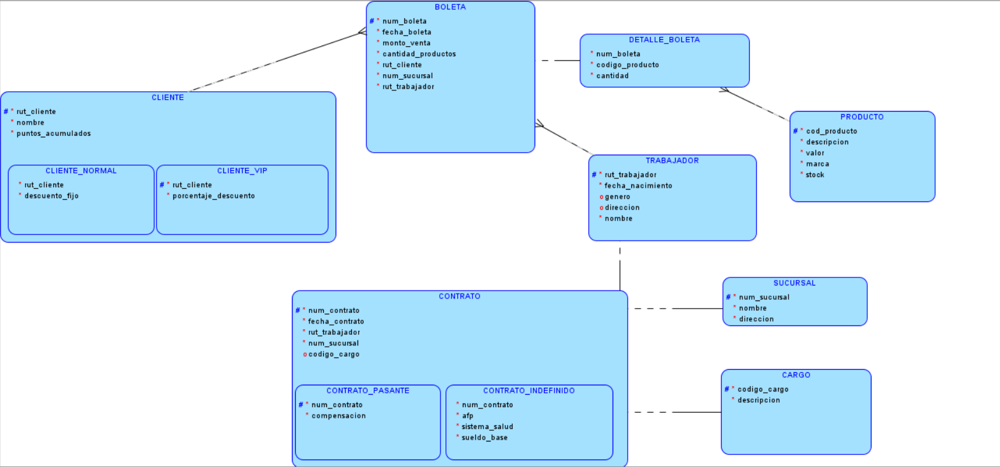 BOLETA
# * num_boleta
* fecha_boleta
* monto_venta
* cantidad_productos
* rut_cliente
* num_sucursal
* rut_trabajador
DETALLE_BOLETA
* num_boleta
* codigo_producto
* cantidad
CLIENTE
# * rut_cliente
* nombre
* puntos_acumulados
CLIENTE_NORMAL
* rut_cliente
* descuento_fijo
CLIENTE_VIP
# * rut_cliente
* porcentaje_descuento
PRODUCTO
# * cod_producto
* descripcion
* valor
* marca
* stock
TRABAJADOR
# * rut_trabajador
* fecha_nacimiento
o genero
o direccion
* nombre
CONTRATO
# * num_contrato
* fecha_contrato
* rut_trabajador
* num_sucursal
o codigo_cargo
CONTRATO_PASANTE
# * num_contrato
* compensacion
CONTRATO_INDEFINIDO
* num_contrato
* afp
* sistema_salud
* sueldo_base
SUCURSAL
# * num_sucursal
* nombre
* direccion
CARGO
# * codigo_cargo
* descripcion